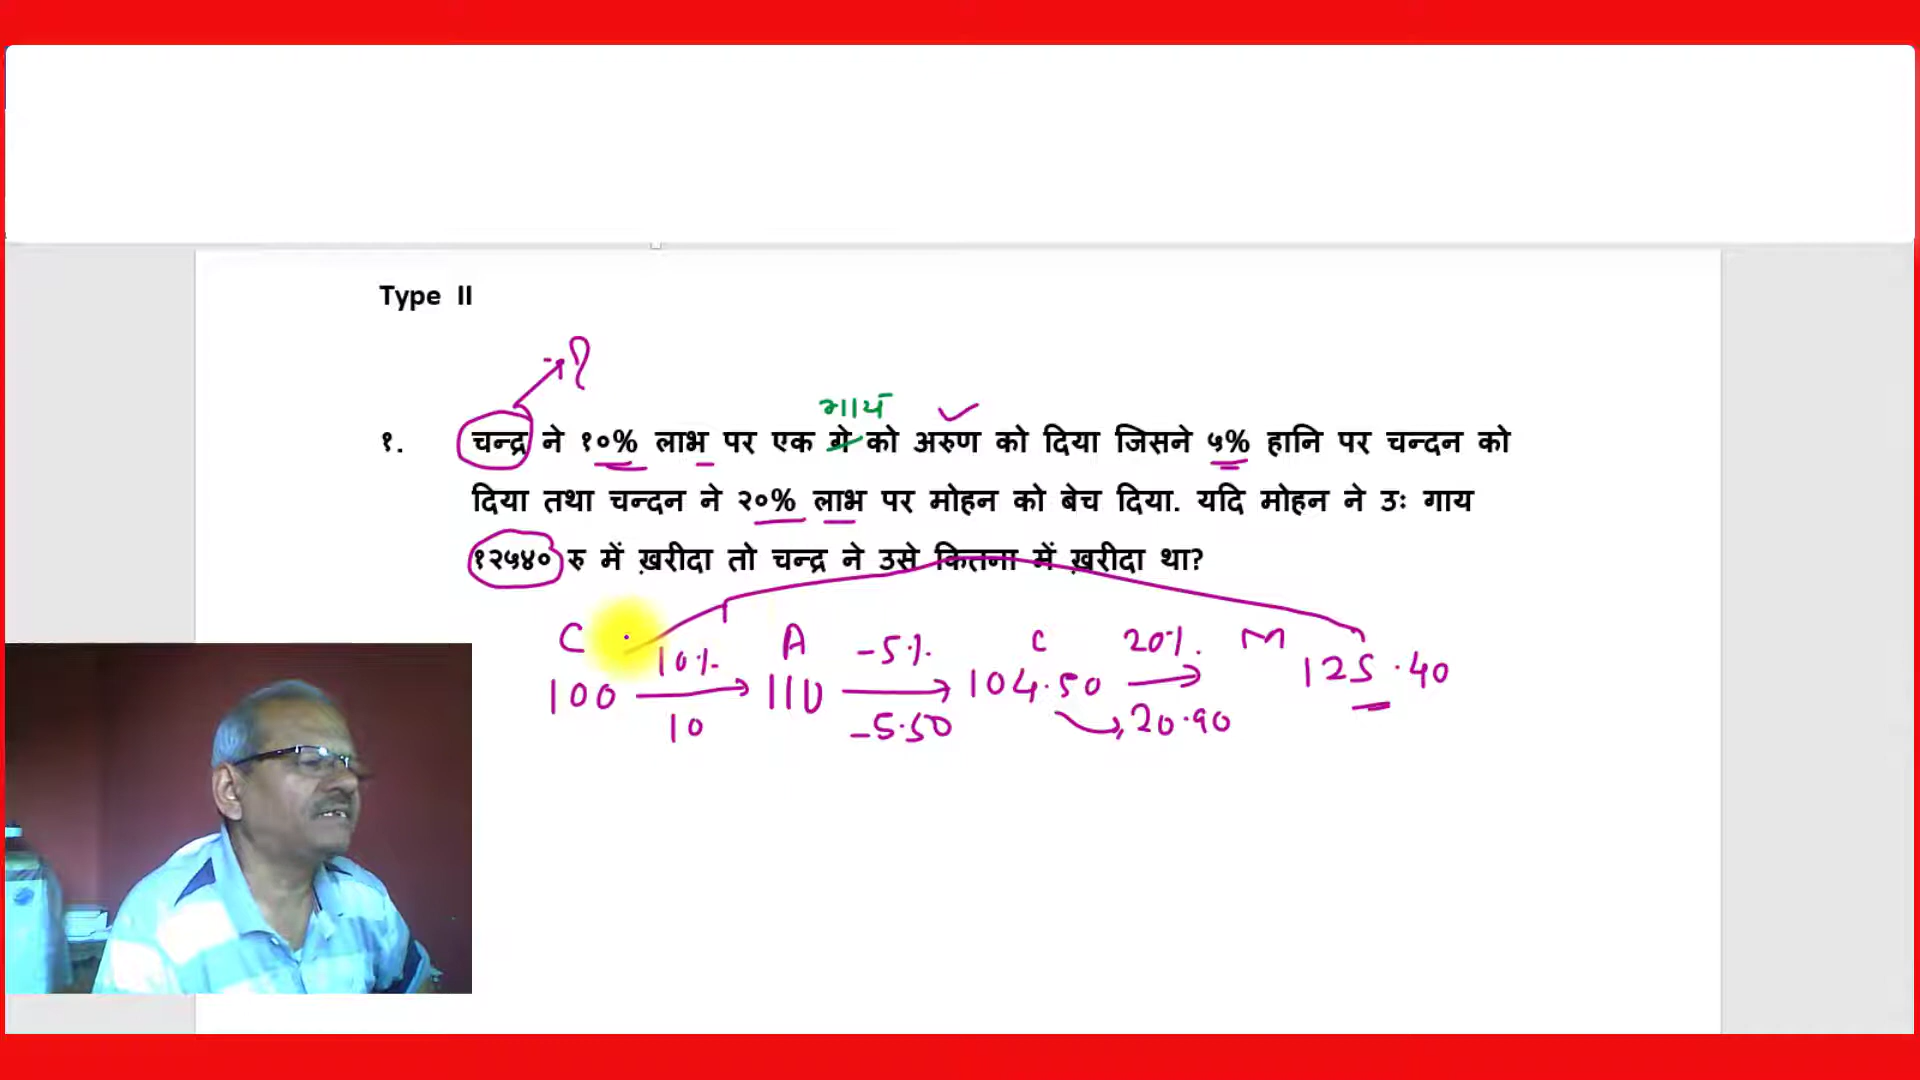 Type II
?
गाय
१. चन्द्र ने १०% लाभ पर एक गे को अरुण को दिया जिसने ५% हानि पर चन्दन को
दिया तथा चन्दन ने २०% लाभ पर मोहन को बेच दिया. यदि मोहन ने उः गाय
१२५४० रु में ख़रीदा तो चन्द्र ने उसे कितना में ख़रीदा था?
C 10% A -5% C 20% M
100 110 104.50 125.40
10 -5.50 20.90